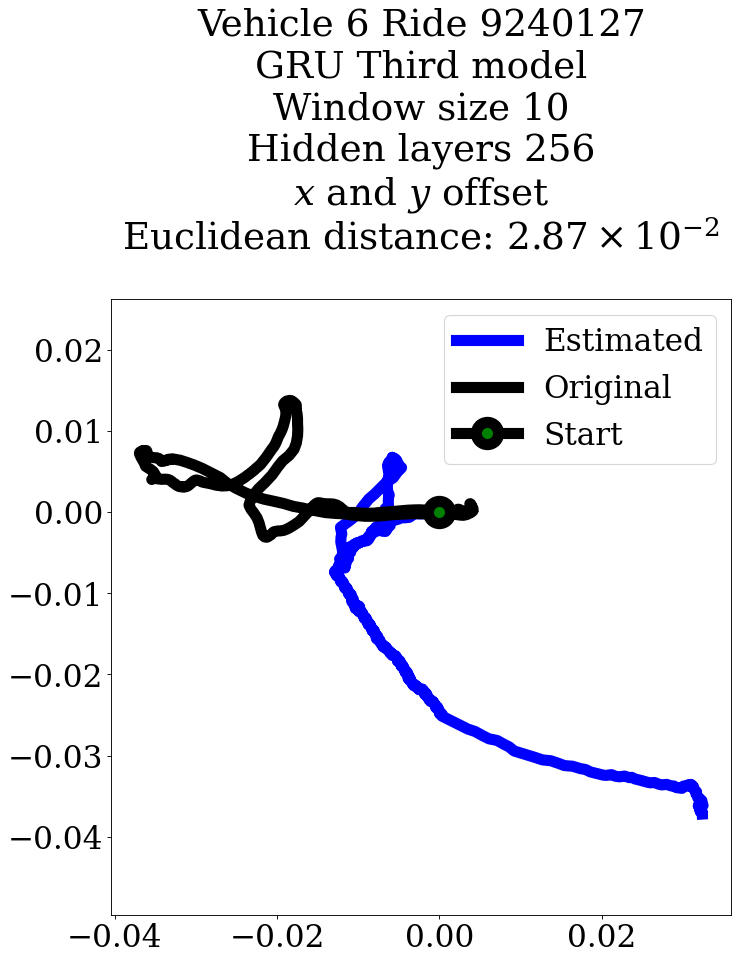 Vehicle 6 Ride 9240127
GRU Third model
Window size 10
Hidden layers 256
x and y offset
Euclidean distance: 2.87 × 10⁻²
Estimated
Original
Start
0.02
0.01
0.00
−0.01
−0.02
−0.03
−0.04
−0.04 −0.02 0.00 0.02